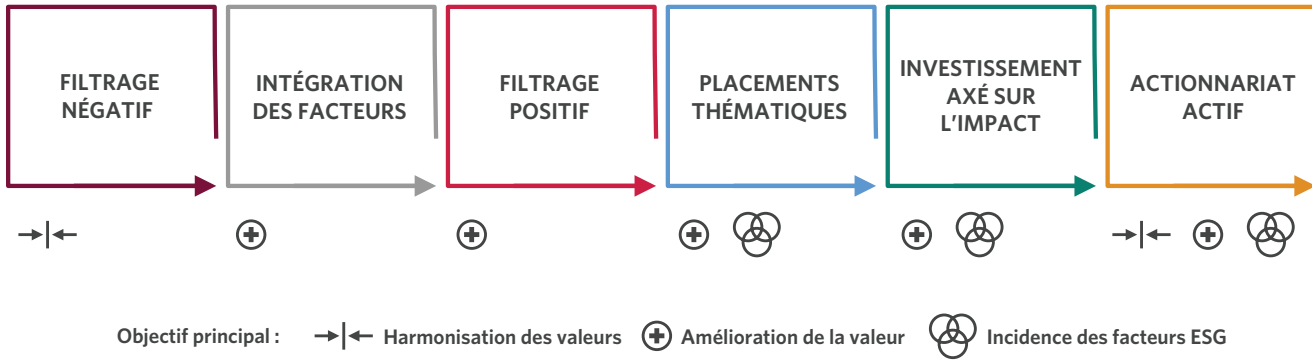 FILTRAGE
NÉGATIF
INTÉGRATION
DES FACTEURS
FILTRAGE
POSITIF
PLACEMENTS
THÉMATIQUES
INVESTISSEMENT
AXÉ SUR
L'IMPACT
ACTIONNARIAT
ACTIF
Objectif principal : Harmonisation des valeurs Amélioration de la valeur Incidence des facteurs ESG